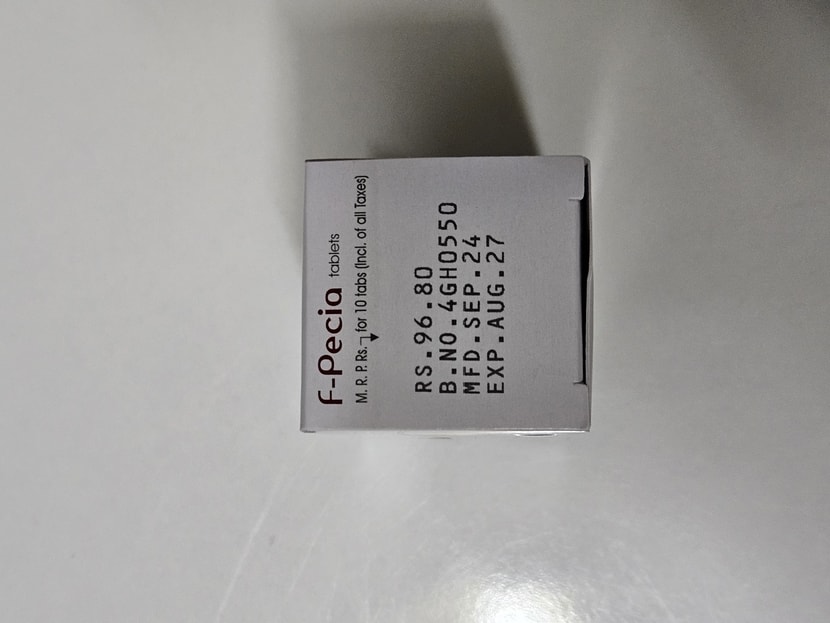 F-Pecia tablets
M. R. P. Rs. for 10 tabs (Incl. of all Taxes)
RS.96.80
B.NO.4GH0550
MFD.SEP.24
EXP.AUG.27